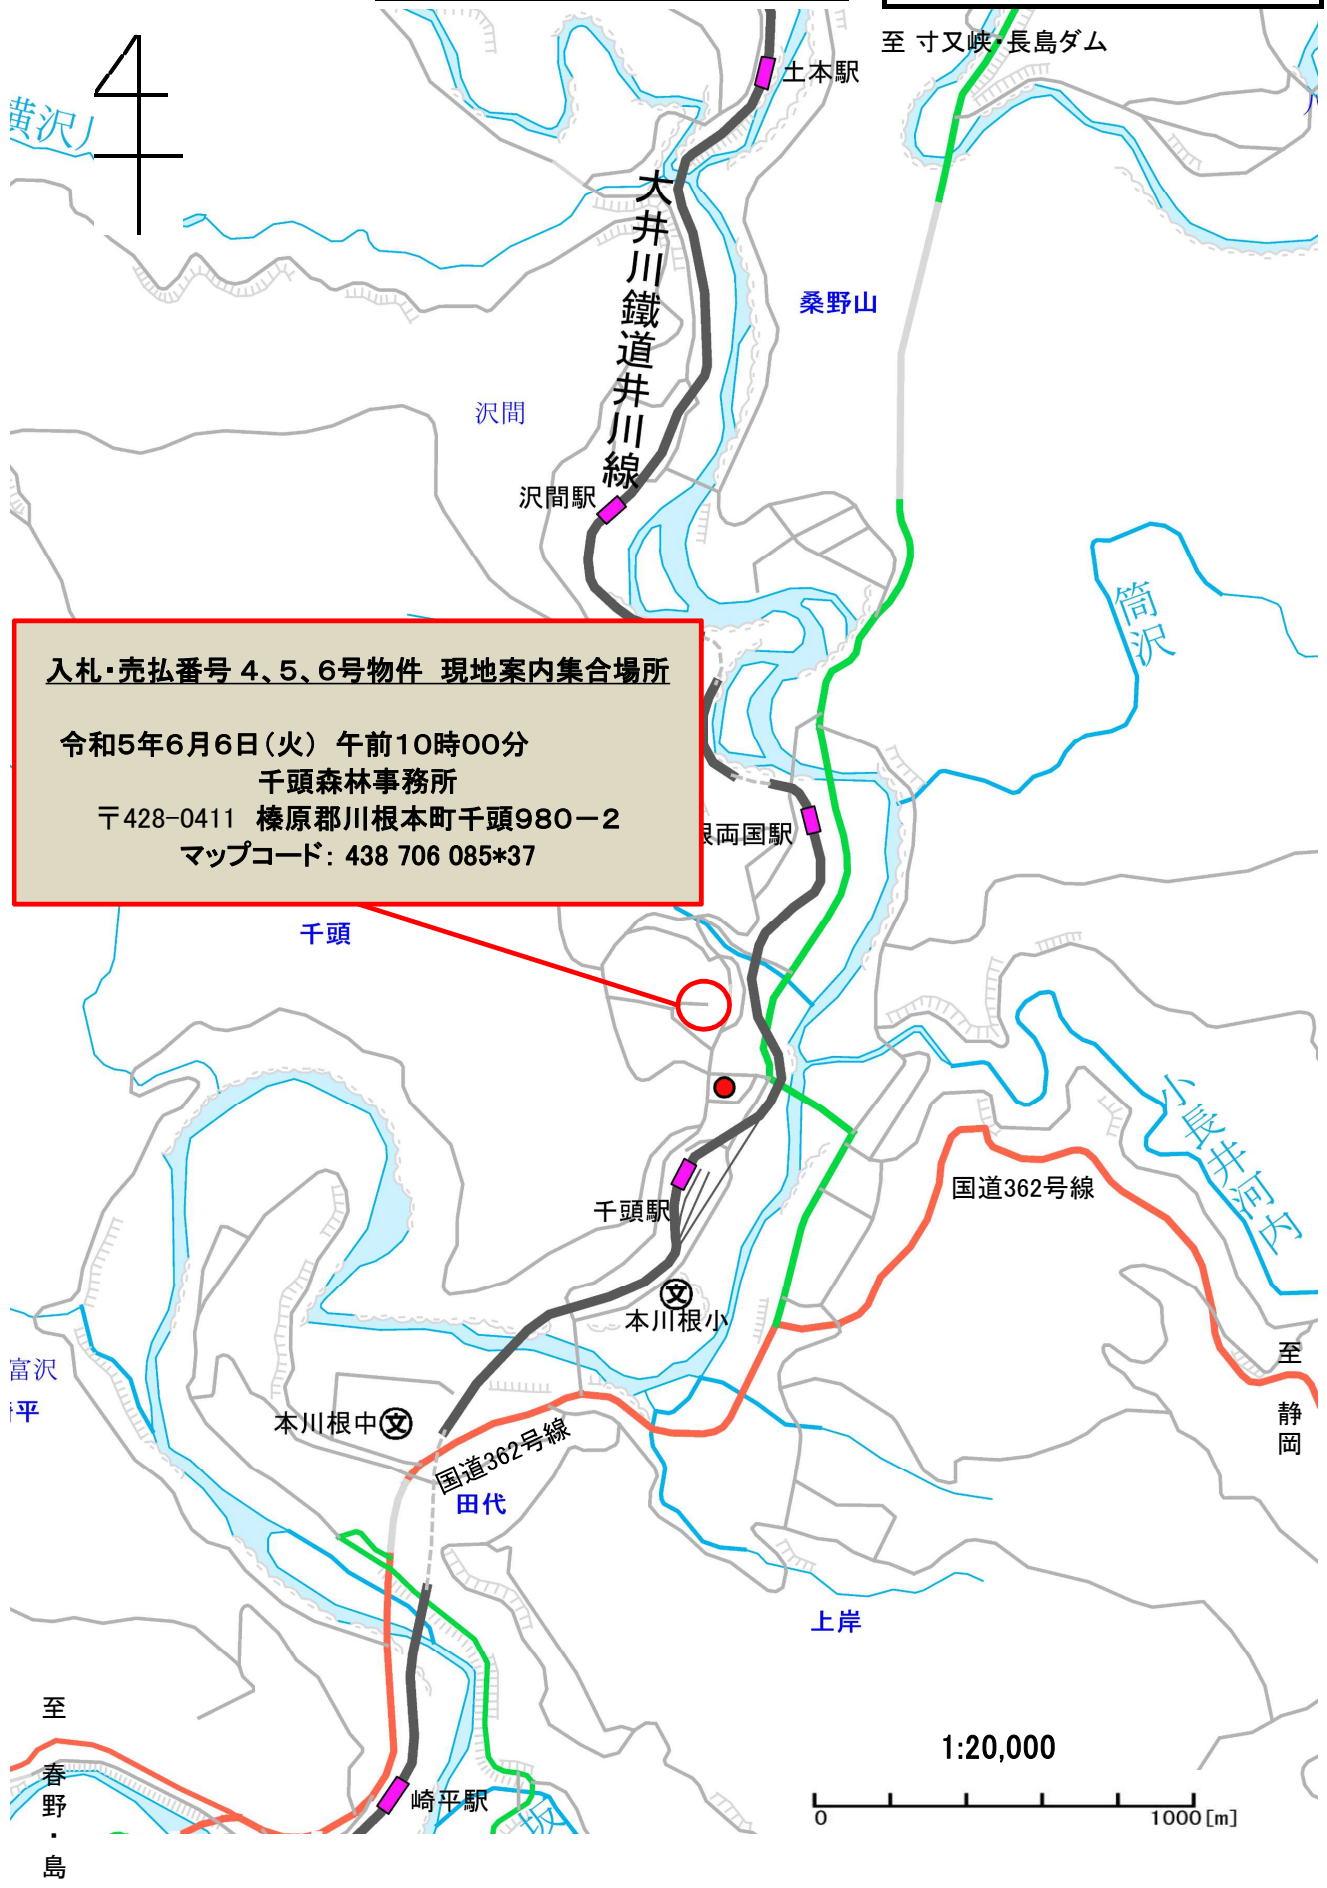 至 寸又峡・長島ダム
土本駅
横沢川
大井川鐵道井川線
桑野山
沢間
沢間駅
筒沢
入札・売払番号 4、5、6号物件 現地案内集合場所
令和5年6月6日(火) 午前10時00分
千頭森林事務所
〒428-0411 榛原郡川根本町千頭980-2
マップコード: 438 706 085*37
根両国駅
千頭
小長井河内
国道362号線
千頭駅
文
本川根小
至 静岡
富沢
平
本川根中 文
国道362号線
田代
上岸
至 春野・島
1:20,000
崎平駅
坂
0 1000[m]